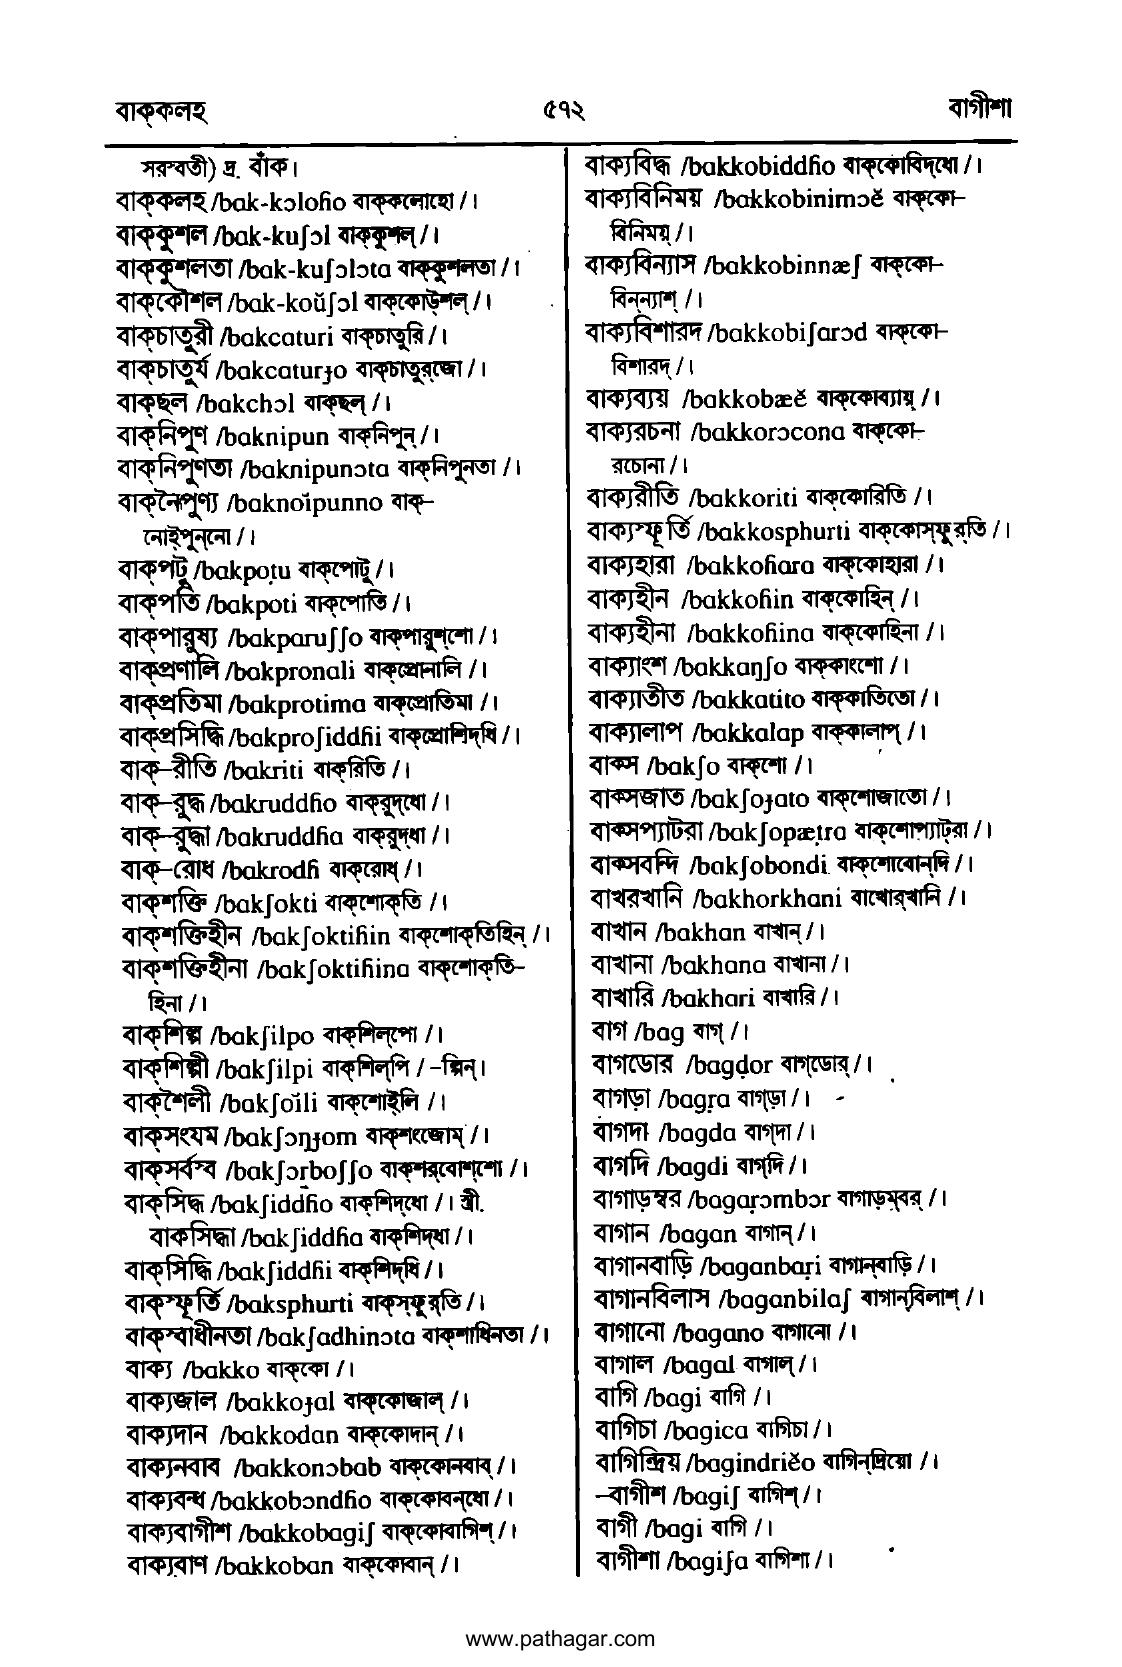 বাক্‌কলহ ৫৭২ বাগীশা
সরস্বতী) দ্র. বাঁক।
বাক্‌কলহ /bak-kɔloɦo বাক্‌কলোহো /।
বাক্‌কুশল /bak-kuʃɔl বাক্‌কুশল্ /।
বাক্‌কুশলতা /bak-kuʃɔlɔta বাক্‌কুশলতা /।
বাক্‌কৌশল /bak-koŭʃɔl বাক্‌কোউশল্ /।
বাক্‌চাতুরী /bakcaturi বাক্‌চাতুরি /।
বাক্‌চাতুর্য /bakcaturɟo বাক্‌চাতুর্‌জো /।
বাক্‌ছল /bakchɔl বাক্‌ছল্ /।
বাক্‌নিপুণ /baknipun বাক্‌নিপুন্ /।
বাক্‌নিপুণতা /baknipunɔta বাক্‌নিপুনতা /।
বাক্‌নৈপুণ্য /baknoĭpunno বাক্‌–
নোইপুন্‌নো /।
বাক্‌পটু /bakpoṭu বাক্‌পোটু /।
বাক্‌পতি /bakpoti বাক্‌পোতি /।
বাক্‌পারুষ্য /bakparuʃʃo বাক্‌পারুশ্‌শো /।
বাক্‌প্রণালি /bakpronali বাক্‌প্রোনালি /।
বাক্‌প্রতিমা /bakprotima বাক্‌প্রোতিমা /।
বাক্‌প্রসিদ্ধি /bakproʃiddɦi বাক্‌প্রোশিদ্‌ধি /।
বাক্–রীতি /bakriti বাক্‌রিতি /।
বাক্–রুদ্ধ /bakruddɦo বাক্‌রুদ্‌ধো /।
বাক্–রুদ্ধা /bakruddɦa বাক্‌রুদ্‌ধা /।
বাক্–রোধ /bakrodɦ বাক্‌রোধ্ /।
বাক্‌শক্তি /bakʃokti বাক্‌শোক্‌তি /।
বাক্‌শক্তিহীন /bakʃoktiɦin বাক্‌শোক্‌তিহিন্ /।
বাক্‌শক্তিহীনা /bakʃoktiɦina বাক্‌শোক্‌তি–
হিনা /।
বাক্‌শিল্প /bakʃilpo বাক্‌শিল্‌পো /।
বাক্‌শিল্পী /bakʃilpi বাক্‌শিল্‌পি / –ল্পিন্।
বাক্‌শৈলী /bakʃoĭli বাক্‌শোইলি /।
বাক্‌সংযম /bakʃɔŋɟom বাক্‌শংজোম্ /।
বাক্‌সর্বস্ব /bakʃɔrboʃʃo বাক্‌শর্‌বোশ্‌শো /।
বাক্‌সিদ্ধ /bakʃiddɦo বাক্‌শিদ্‌ধো /। স্ত্রী.
বাকসিদ্ধা /bakʃiddɦa বাক্‌শিদ্‌ধা /।
বাক্‌সিদ্ধি /bakʃiddɦi বাক্‌শিদ্‌ধি /।
বাক্‌স্ফূর্তি /baksphurti বাক্‌স্‌ফুর্‌তি /।
বাক্‌স্বাধীনতা /bakʃadhinɔta বাক্‌শাধিনতা /।
বাক্য /bakko বাক্‌কো /।
বাক্যজাল /bakkoɟal বাক্‌কোজাল্ /।
বাক্যদান /bakkodan বাক্‌কোদান্ /।
বাক্যনবাব /bakkonɔbab বাক্‌কোনবাব্ /।
বাক্যবন্ধ /bakkobɔndɦo বাক্‌কোবন্‌ধো /।
বাক্যবাগীশ /bakkobagiʃ বাক্‌কোবাগিশ্ /।
বাক্যবাণ /bakkoban বাক্‌কোবান্ /।
বাক্যবিদ্ধ /bakkobiddɦo বাক্‌কোবিদ্‌ধো /।
বাক্যবিনিময় /bakkobinimɔĕ বাক্‌কো–
বিনিময়্ /।
বাক্যবিন্যাস /bakkobinnæʃ বাক্‌কো–
বিন্‌ন্যাশ্ /।
বাক্যবিশারদ /bakkobiʃarɔd বাক্‌কো–
বিশারদ্ /।
বাক্যব্যয় /bakkobæĕ বাক্‌কোব্যায়্ /।
বাক্যরচনা /bakkorɔcona বাক্‌কো–
রচোনা /।
বাক্যরীতি /bakkoriti বাক্‌কোরিতি /।
বাক্যস্ফূর্তি /bakkosphurti বাক্‌কোস্‌ফুর্‌তি /।
বাক্যহারা /bakkoɦara বাক্‌কোহারা /।
বাক্যহীন /bakkoɦin বাক্‌কোহিন্ /।
বাক্যহীনা /bakkoɦina বাক্‌কোহিনা /।
বাক্যাংশ /bakkaŋʃo বাক্‌কাংশো /।
বাক্যাতীত /bakkatito বাক্‌কাতিতো /।
বাক্যালাপ /bakkalap বাক্‌কালাপ্ /।
বাক্স /bakʃo বাক্‌শো /।
বাক্সজাত /bakʃoɟato বাক্‌শোজাতো /।
বাক্সপ্যাটরা /bakʃopæṭra বাক্‌শোপ্যাট্‌রা /।
বাক্সবন্দি /bakʃobondi বাক্‌শোবোন্‌দি /।
বাখরখানি /bakhorkhani বাখোর্‌খানি /।
বাখান /bakhan বাখান্ /।
বাখানা /bakhana বাখানা /।
বাখারি /bakhari বাখারি /।
বাগ /bag বাগ্ /।
বাগডোর /bagḍor বাগ্‌ডোর্ /।
বাগড়া /bagṛa বাগ্‌ড়া /।
বাগদা /bagda বাগ্‌দা /।
বাগদি /bagdi বাগ্‌দি /।
বাগাড়ম্বর /bagaṛɔmbɔr বাগাড়ম্‌বর্ /।
বাগান /bagan বাগান্ /।
বাগানবাড়ি /baganbaṛi বাগান্‌বাড়ি /।
বাগানবিলাস /baganbilaʃ বাগান্‌বিলাশ্ /।
বাগানো /bagano বাগানো /।
বাগাল /bagal বাগাল্ /।
বাগি /bagi বাগি /।
বাগিচা /bagica বাগিচা /।
বাগিন্দ্রিয় /bagindriĕo বাগিন্‌দ্রিয়ো /।
–বাগীশ /bagiʃ বাগিশ্ /।
বাগী /bagi বাগি /।
বাগীশা /bagiʃa বাগিশা /।
www.pathagar.com